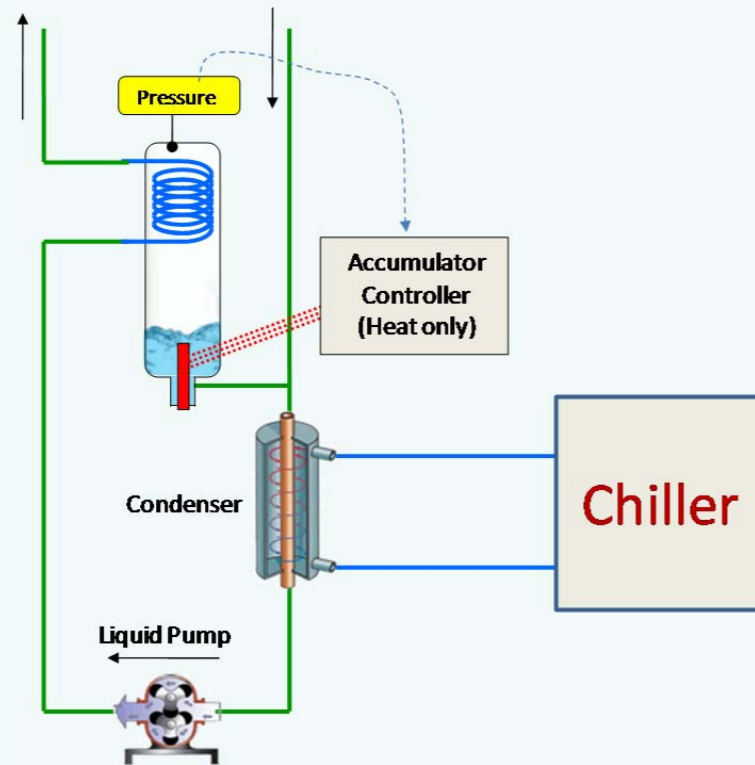 Pressure
Accumulator
Controller
(Heat only)
Condenser
Chiller
Liquid Pump